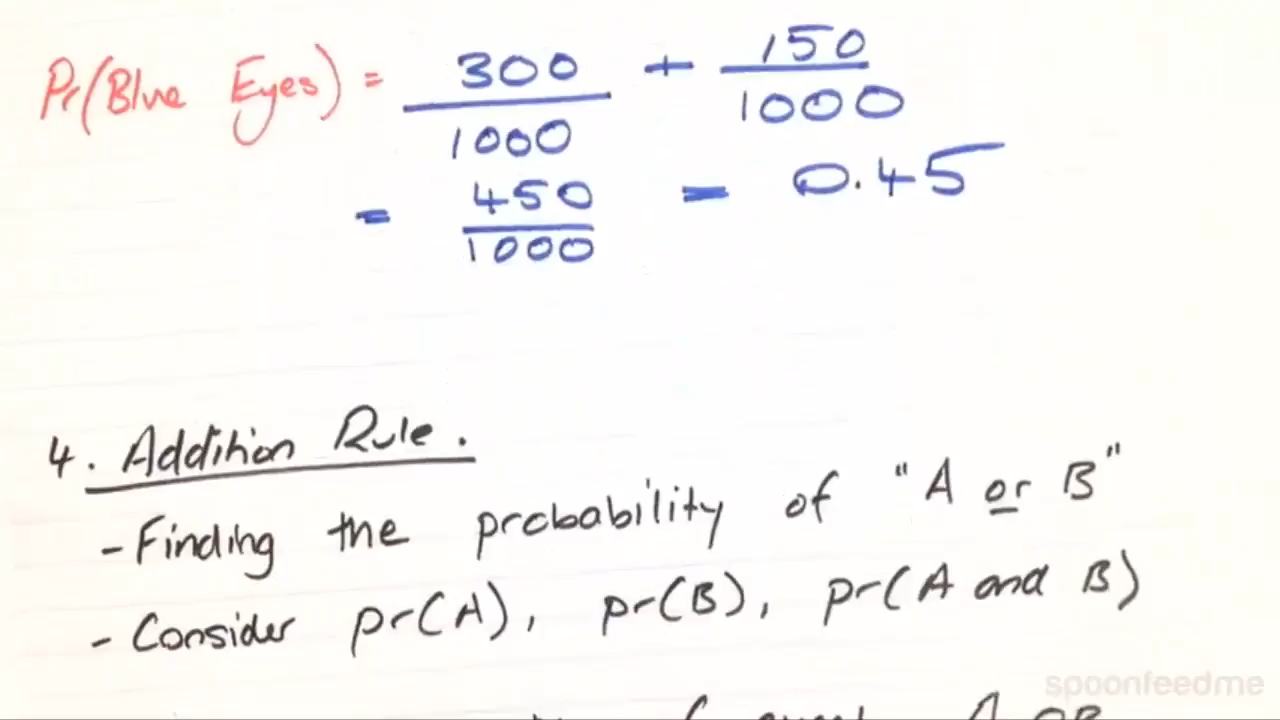 Pr(Blue Eyes) = 300/1000 + 150/1000
= 450/1000 = 0.45
4. Addition Rule.
- Finding the probability of "A or B"
- Consider pr(A), pr(B), pr(A and B)
spoonfeedme